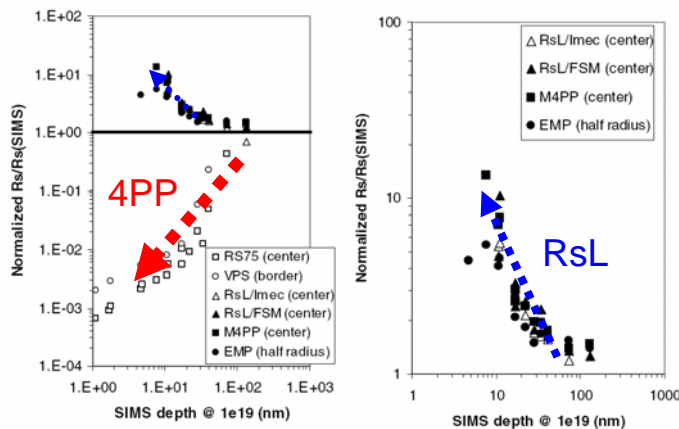 Normalized Rs/Rs(SIMS)
1.E+02
1.E+01
1.E+00
1.E-01
1.E-02
1.E-03
1.E-04
4PP
RS75 (center)
VPS (border)
RsL/Imec (center)
RsL/FSM (center)
M4PP (center)
EMP (half radius)
1.E+00 1.E+01 1.E+02 1.E+03
SIMS depth @ 1e19 (nm)
Normalized Rs/Rs(SIMS)
100
10
1
RsL/Imec (center)
RsL/FSM (center)
M4PP (center)
EMP (half radius)
RsL
1 10 100 1000
SIMS depth @ 1e19 (nm)